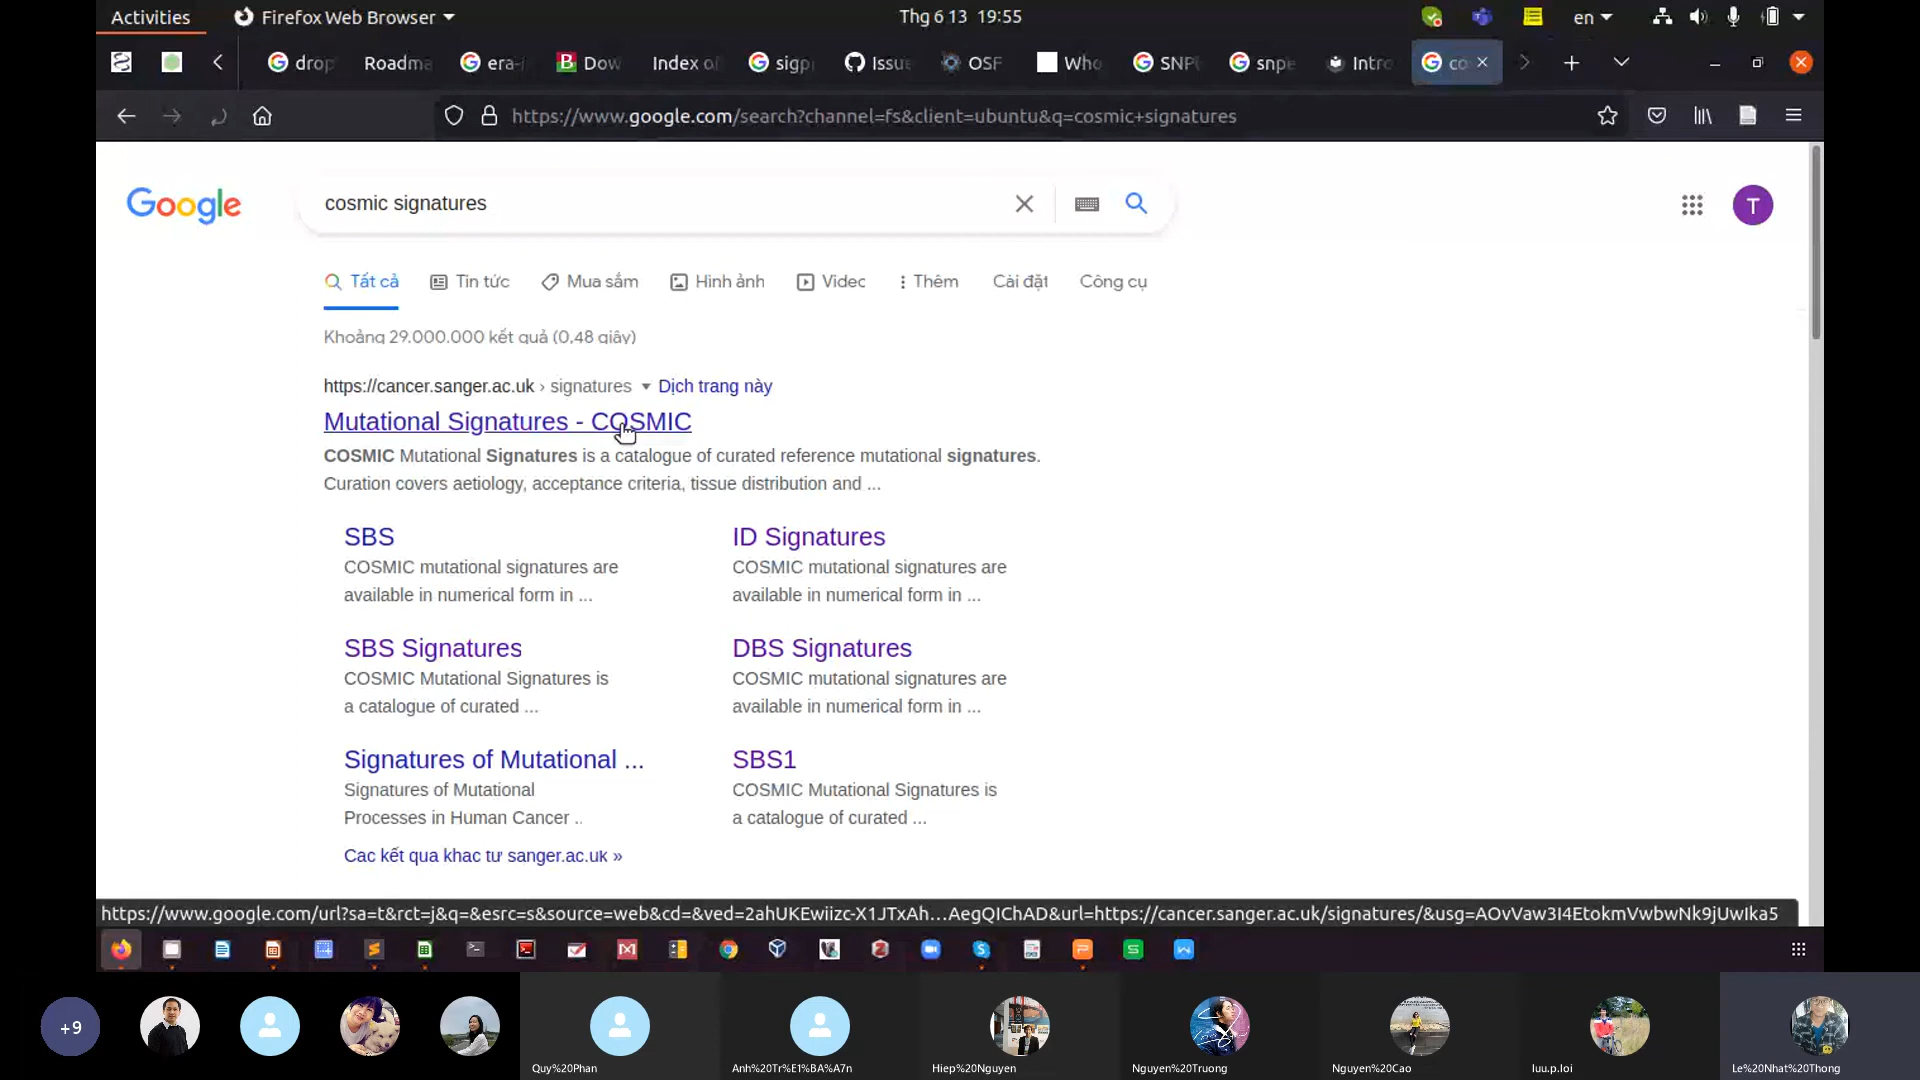 Activities
Firefox Web Browser
Thg 6 13 19:55
en
drop
Roadma
era-
Dow
Index o
sigp
Issu
OSF
Who
SNP
snpe
Intro
co
https://www.google.com/search?channel=fs&client=ubuntu&q=cosmic+signatures
Google
cosmic signatures
T
Tất cả
Tin tức
Mua sắm
Hình ảnh
Video
Thêm
Cài đặt
Công cụ
Khoảng 29.000.000 kết quả (0,48 giây)
https://cancer.sanger.ac.uk › signatures Dịch trang này
Mutational Signatures - COSMIC
COSMIC Mutational Signatures is a catalogue of curated reference mutational signatures.
Curation covers aetiology, acceptance criteria, tissue distribution and ...
SBS
COSMIC mutational signatures are
available in numerical form in ...
ID Signatures
COSMIC mutational signatures are
available in numerical form in ...
SBS Signatures
COSMIC Mutational Signatures is
a catalogue of curated ...
DBS Signatures
COSMIC mutational signatures are
available in numerical form in ...
Signatures of Mutational ...
Signatures of Mutational
Processes in Human Cancer ..
SBS1
COSMIC Mutational Signatures is
a catalogue of curated ...
Các kết quả khác từ sanger.ac.uk »
https://www.google.com/url?sa=t&rct=j&q=&esrc=s&source=web&cd=&ved=2ahUKEwiizc-X1JTxAh...AegQIChAD&url=https://cancer.sanger.ac.uk/signatures/&usg=AOvVaw3I4EtokmVwbwNk9jUwIka5
+9
Quy%20Phan
Anh%20Tr%E1%BA%A7n
Hiep%20Nguyen
Nguyen%20Truong
Nguyen%20Cao
luu.p.loi
Le%20Nhat%20Thong